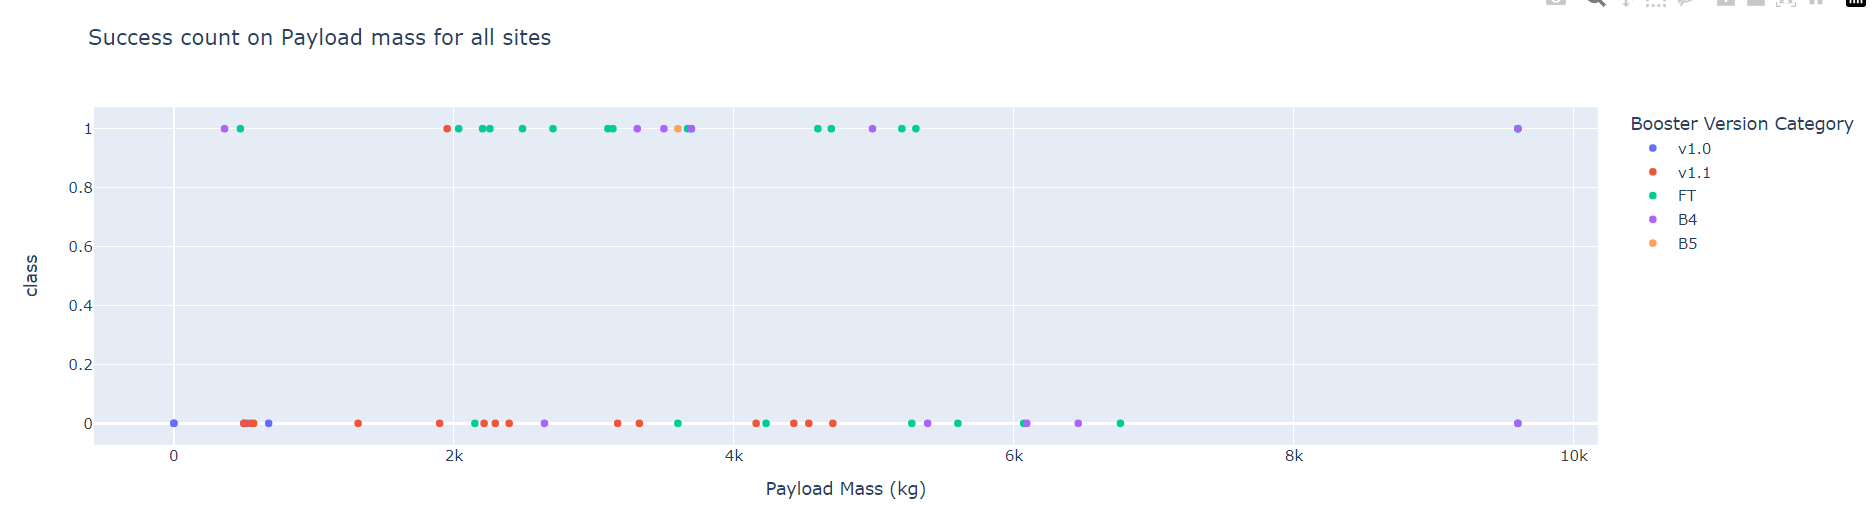 Success count on Payload mass for all sites
Booster Version Category
v1.0
v1.1
FT
B4
B5
class
1
0.8
0.6
0.4
0.2
0
0 2k 4k 6k 8k 10k
Payload Mass (kg)